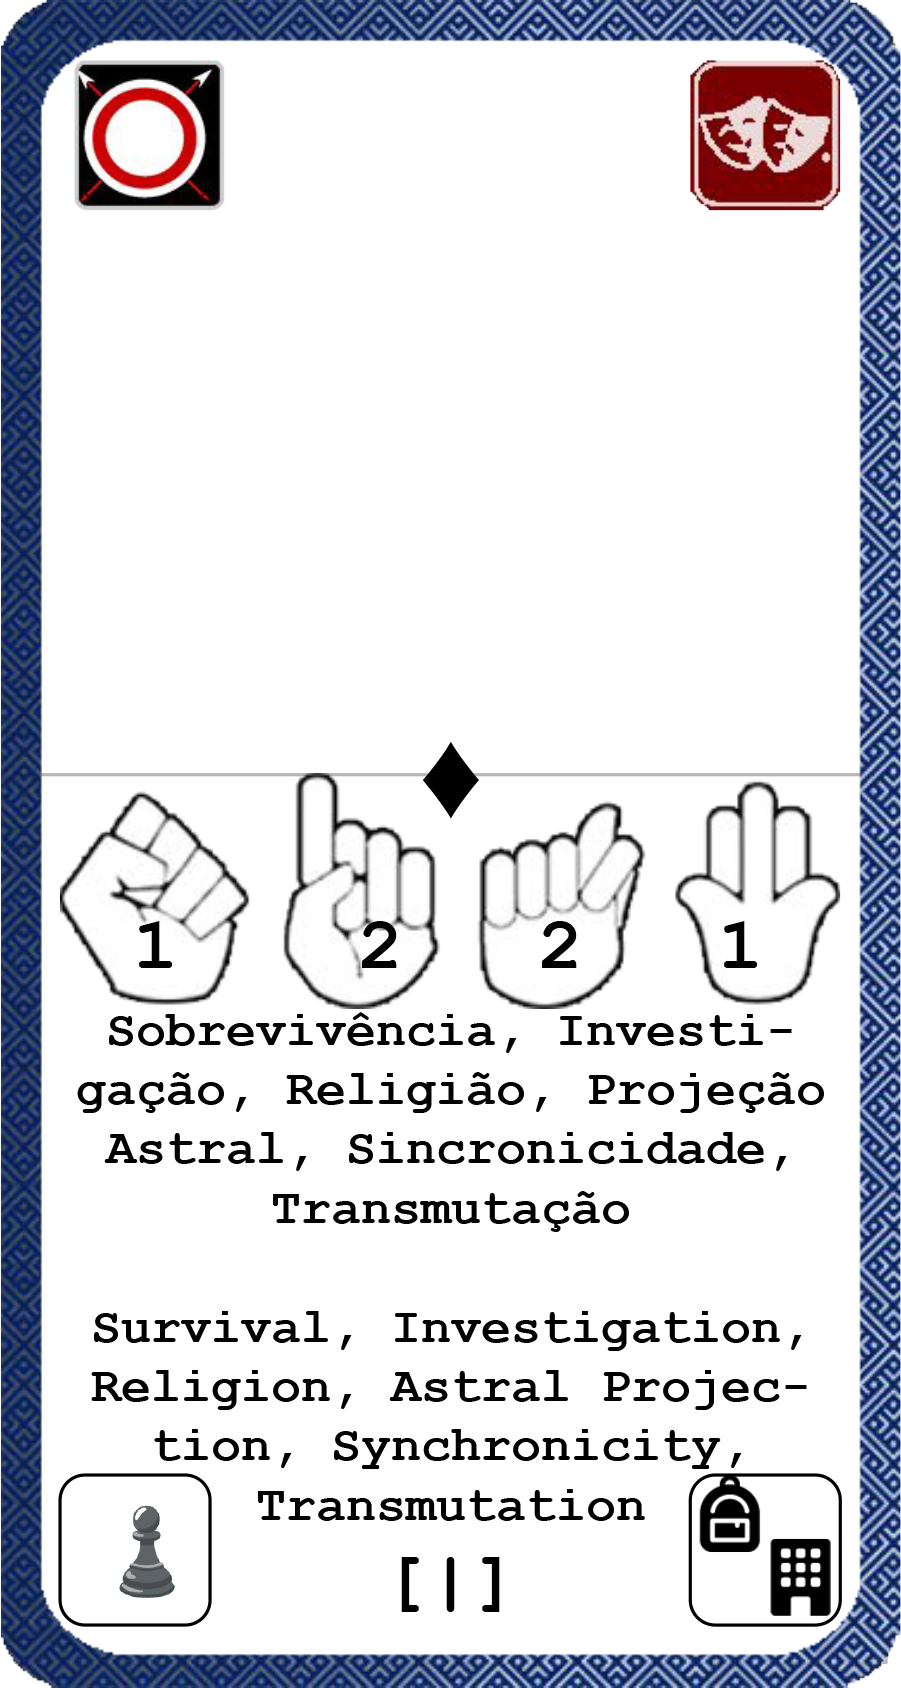 1 2 2 1
Sobrevivência, Investi-
gação, Religião, Projeção
Astral, Sincronicidade,
Transmutação
Survival, Investigation,
Religion, Astral Projec-
tion, Synchronicity,
Transmutation
[|]